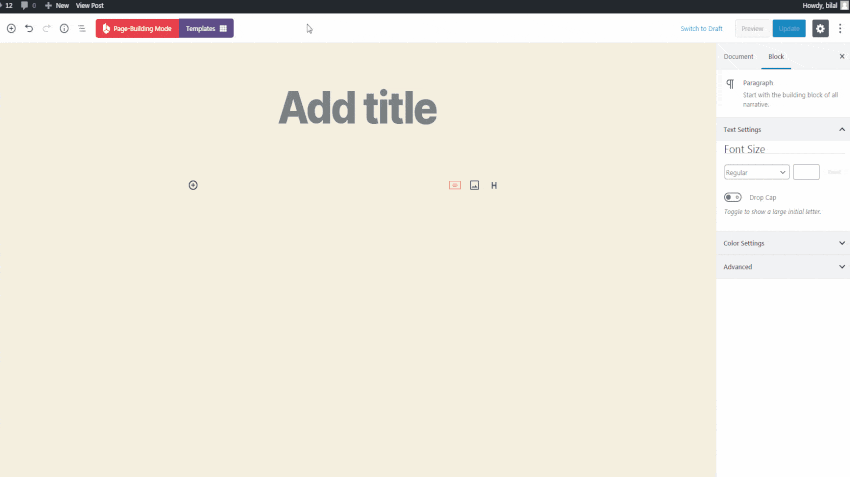 12 0 New View Post Howdy, bilal
Page-Building Mode Templates Switch to Draft Preview Update
Document Block
Add title
Paragraph
Start with the building block of all
narrative.
Text Settings
Font Size
Regular Reset
Drop Cap
Toggle to show a large initial letter.
H
Color Settings
Advanced